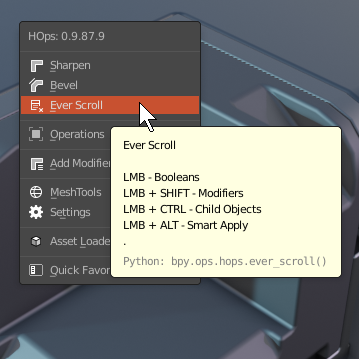 HOps: 0.9.87.9
Sharpen
Bevel
Ever Scroll
Operations
Add Modifier
MeshTools
Settings
Asset Loade
Quick Favor
Ever Scroll
LMB - Booleans
LMB + SHIFT - Modifiers
LMB + CTRL - Child Objects
LMB + ALT - Smart Apply
.
Python: bpy.ops.hops.ever_scroll()